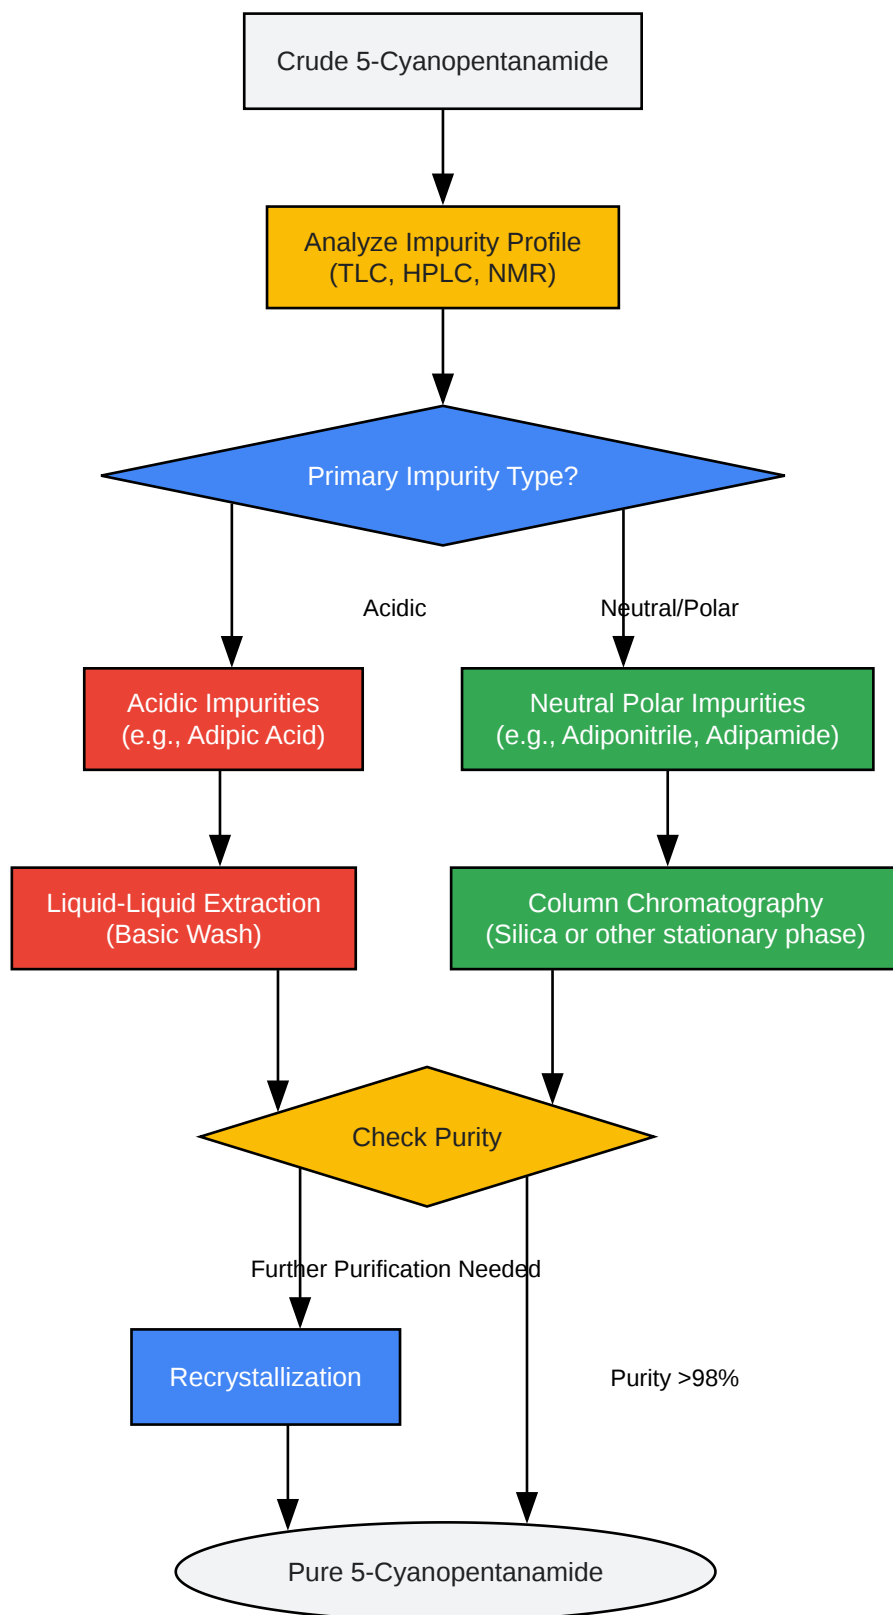 Crude 5-Cyanopentanamide
Analyze Impurity Profile
(TLC, HPLC, NMR)
Primary Impurity Type?
Acidic
Neutral/Polar
Acidic Impurities
(e.g., Adipic Acid)
Neutral Polar Impurities
(e.g., Adiponitrile, Adipamide)
Liquid-Liquid Extraction
(Basic Wash)
Column Chromatography
(Silica or other stationary phase)
Check Purity
Further Purification Needed
Recrystallization
Purity >98%
Pure 5-Cyanopentanamide